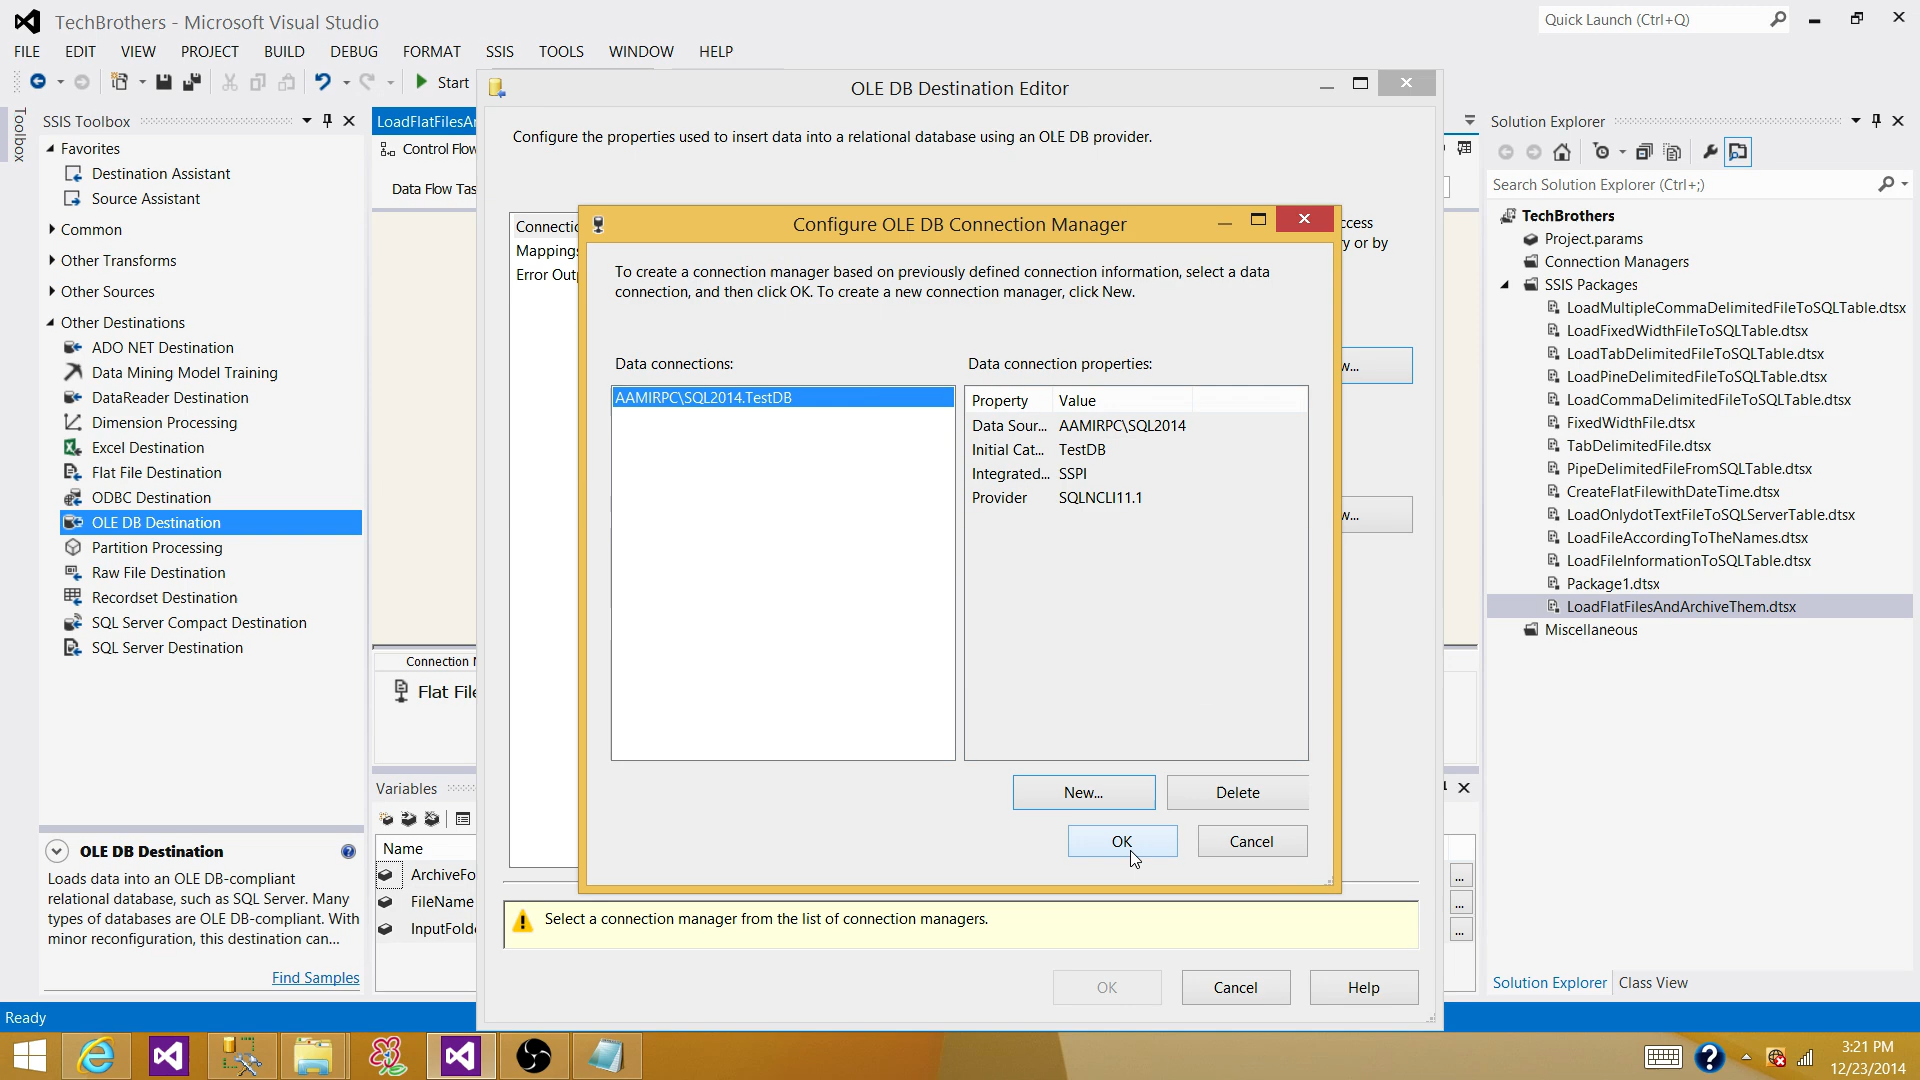 TechBrothers - Microsoft Visual Studio
Quick Launch (Ctrl+Q)
FILE EDIT VIEW PROJECT BUILD DEBUG FORMAT SSIS TOOLS WINDOW HELP
Start
Toolbox
SSIS Toolbox
Favorites
Destination Assistant
Source Assistant
Common
Other Transforms
Other Sources
Other Destinations
ADO NET Destination
Data Mining Model Training
DataReader Destination
Dimension Processing
Excel Destination
Flat File Destination
ODBC Destination
OLE DB Destination
Partition Processing
Raw File Destination
Recordset Destination
SQL Server Compact Destination
SQL Server Destination
OLE DB Destination
Loads data into an OLE DB-compliant
relational database, such as SQL Server. Many
types of databases are OLE DB-compliant. With
minor reconfiguration, this destination can...
Find Samples
LoadFlatFilesAr
Control Flow
Data Flow Tas
Connection M
Flat File
Variables
Name
ArchiveFo
FileName
InputFolde
OLE DB Destination Editor
Configure the properties used to insert data into a relational database using an OLE DB provider.
Connectio
Mappings
Error Outp
ccess
y or by
w...
w...
Configure OLE DB Connection Manager
To create a connection manager based on previously defined connection information, select a data
connection, and then click OK. To create a new connection manager, click New.
Data connections:
AAMIRPC\SQL2014.TestDB
Data connection properties:
Property Value
Data Sour... AAMIRPC\SQL2014
Initial Cat... TestDB
Integrated... SSPI
Provider SQLNCLI11.1
New... Delete
OK Cancel
Select a connection manager from the list of connection managers.
OK Cancel Help
...
...
...
Solution Explorer
Search Solution Explorer (Ctrl+;)
TechBrothers
Project.params
Connection Managers
SSIS Packages
LoadMultipleCommaDelimitedFileToSQLTable.dtsx
LoadFixedWidthFileToSQLTable.dtsx
LoadTabDelimitedFileToSQLTable.dtsx
LoadPineDelimitedFileToSQLTable.dtsx
LoadCommaDelimitedFileToSQLTable.dtsx
FixedWidthFile.dtsx
TabDelimitedFile.dtsx
PipeDelimitedFileFromSQLTable.dtsx
CreateFlatFilewithDateTime.dtsx
LoadOnlydotTextFileToSQLServerTable.dtsx
LoadFileAccordingToTheNames.dtsx
LoadFileInformationToSQLTable.dtsx
Package1.dtsx
LoadFlatFilesAndArchiveThem.dtsx
Miscellaneous
Solution Explorer Class View
Ready
3:21 PM
12/23/2014